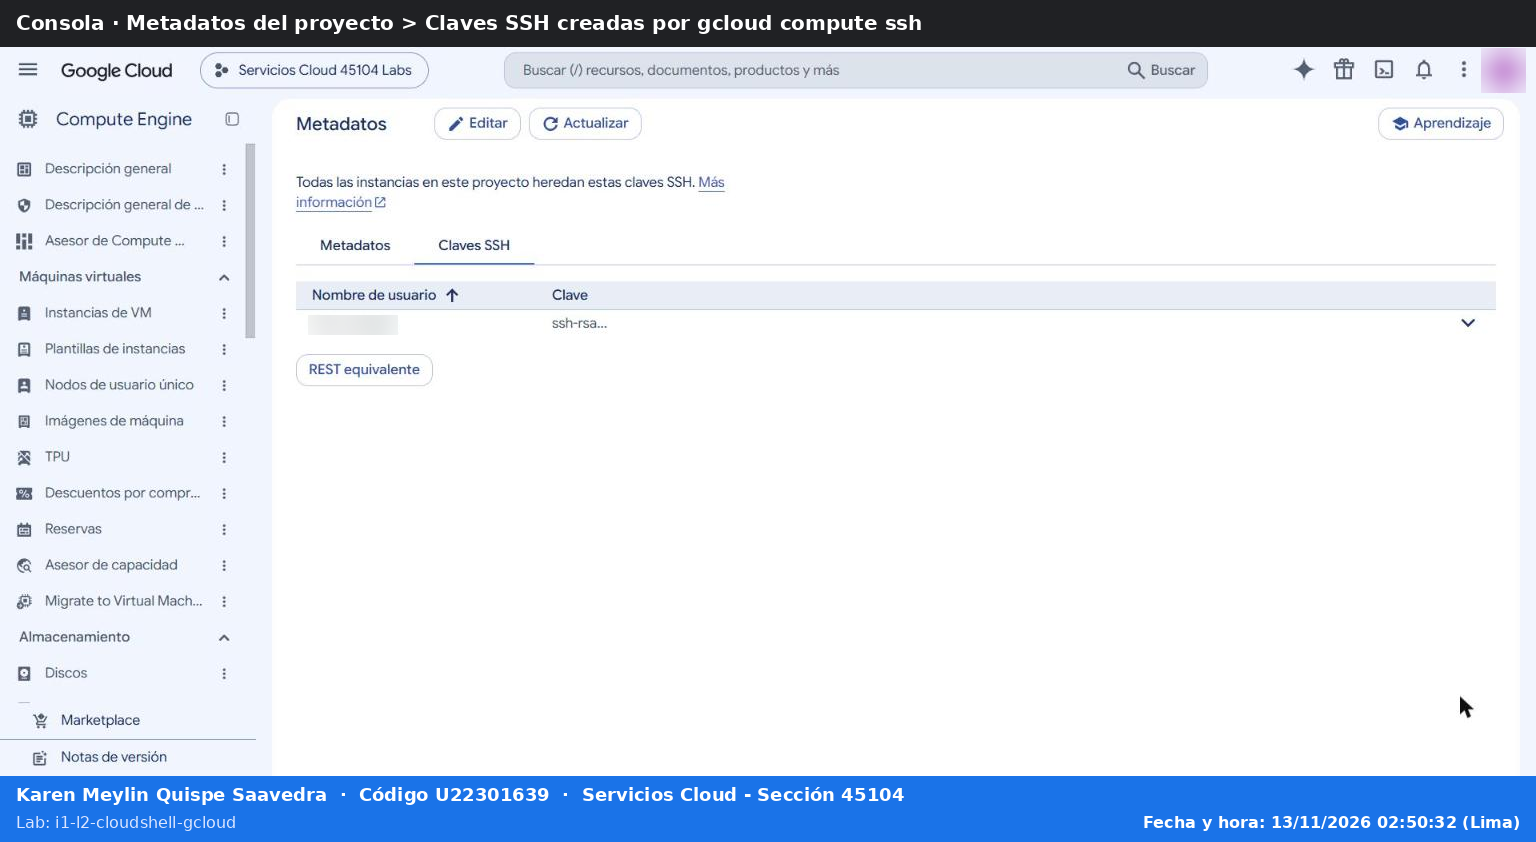 Consola · Metadatos del proyecto > Claves SSH creadas por gcloud compute ssh
Google Cloud
Servicios Cloud 45104 Labs
Buscar (/) recursos, documentos, productos y más
Buscar
Compute Engine
Descripción general
Descripción general de ...
Asesor de Compute ...
Máquinas virtuales
Instancias de VM
Plantillas de instancias
Nodos de usuario único
Imágenes de máquina
TPU
Descuentos por compr...
Reservas
Asesor de capacidad
Migrate to Virtual Mach...
Almacenamiento
Discos
Marketplace
Notas de versión
Metadatos
Editar
Actualizar
Aprendizaje
Todas las instancias en este proyecto heredan estas claves SSH. Más
información
Metadatos
Claves SSH
Nombre de usuario
Clave
ssh-rsa...
REST equivalente
Karen Meylin Quispe Saavedra · Código U22301639 · Servicios Cloud - Sección 45104
Lab: i1-l2-cloudshell-gcloud
Fecha y hora: 13/11/2026 02:50:32 (Lima)